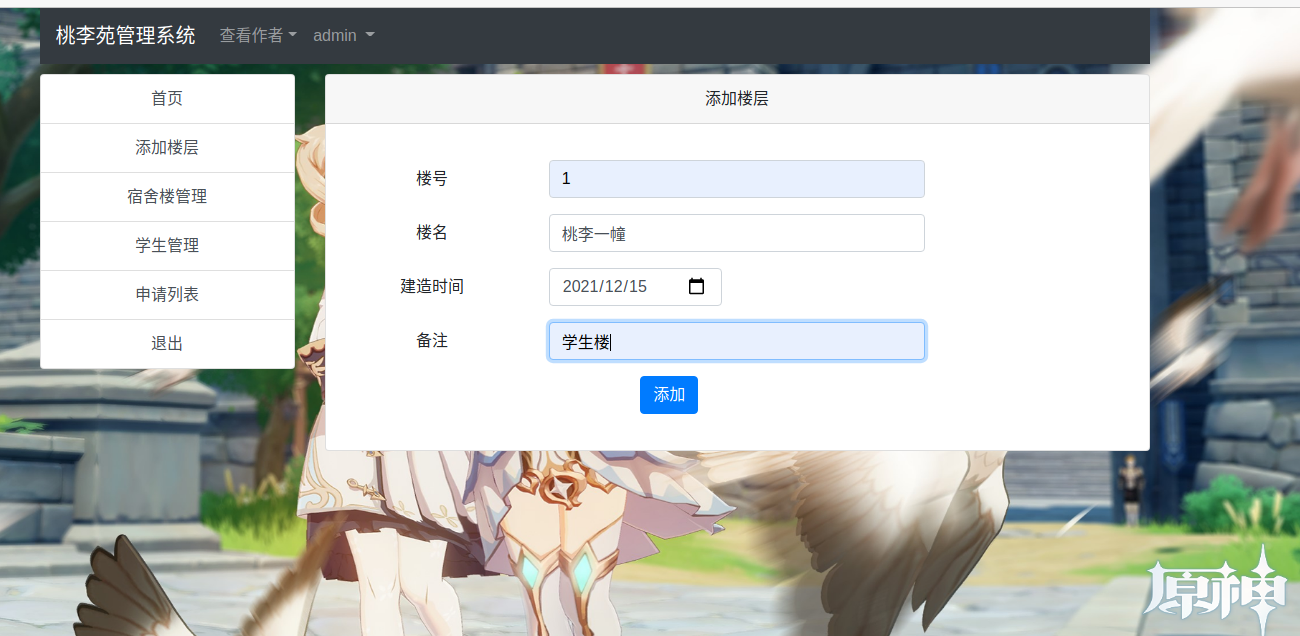 桃李苑管理系统 查看作者 admin
首页
添加楼层
宿舍楼管理
学生管理
申请列表
退出
添加楼层
楼号 1
楼名 桃李一幢
建造时间 2021/12/15
备注 学生楼
添加
原神